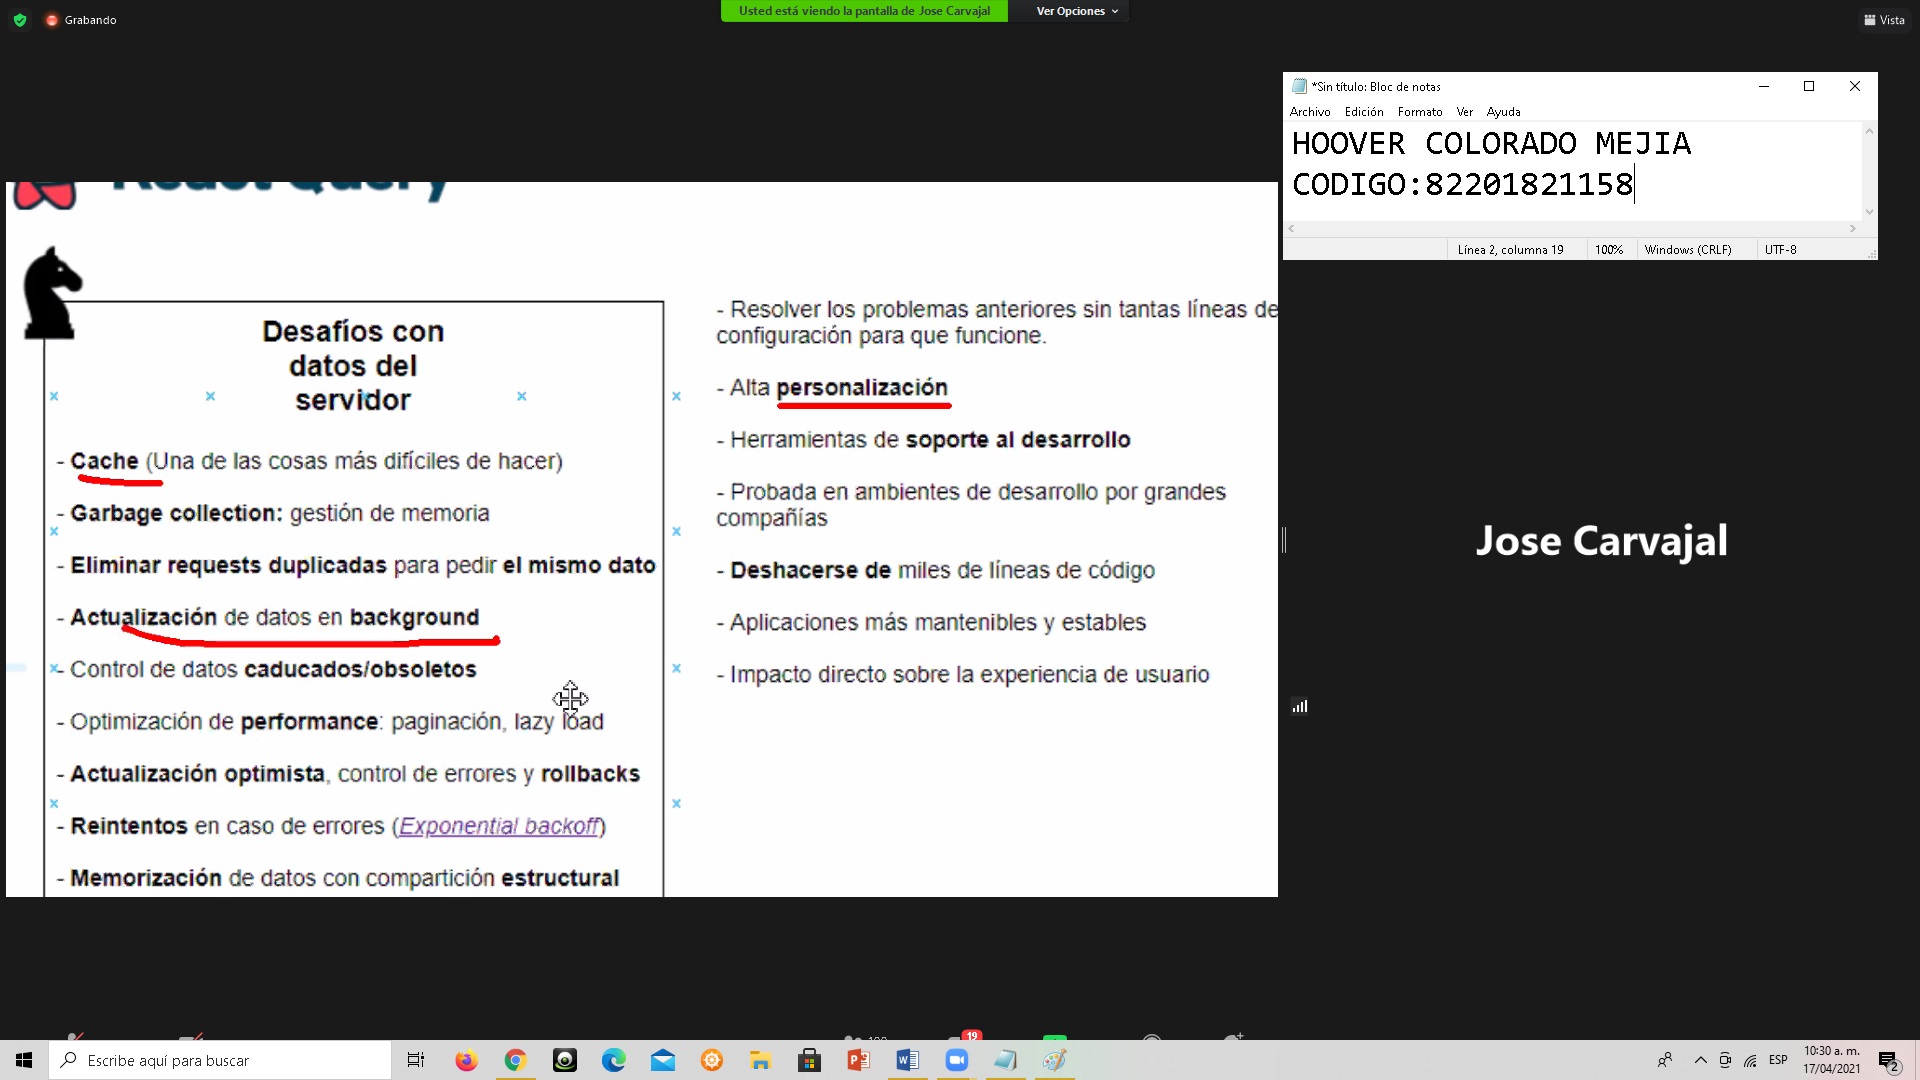 Grabando
Usted está viendo la pantalla de Jose Carvajal
Ver Opciones
Vista
*Sin título: Bloc de notas
Archivo Edición Formato Ver Ayuda
HOOVER COLORADO MEJIA
CODIGO:82201821158
Línea 2, columna 19
100%
Windows (CRLF)
UTF-8
React Query
Desafíos con
datos del
servidor
- Cache (Una de las cosas más difíciles de hacer)
- Garbage collection: gestión de memoria
- Eliminar requests duplicadas para pedir el mismo dato
- Actualización de datos en background
- Control de datos caducados/obsoletos
- Optimización de performance: paginación, lazy load
- Actualización optimista, control de errores y rollbacks
- Reintentos en caso de errores (Exponential backoff)
- Memorización de datos con compartición estructural
- Resolver los problemas anteriores sin tantas líneas de
configuración para que funcione.
- Alta personalización
- Herramientas de soporte al desarrollo
- Probada en ambientes de desarrollo por grandes
compañías
- Deshacerse de miles de líneas de código
- Aplicaciones más mantenibles y estables
- Impacto directo sobre la experiencia de usuario
Jose Carvajal
19
Escribe aquí para buscar
ESP
10:30 a. m.
17/04/2021
2